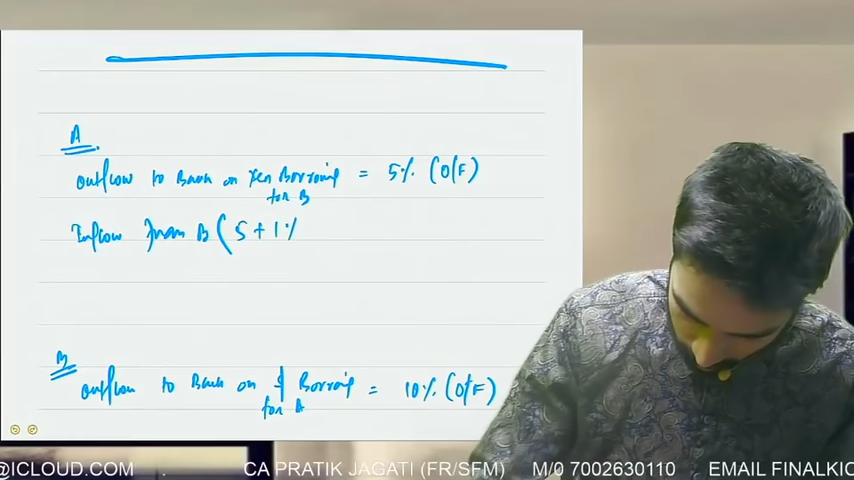 A
Outflow to Bank on Yen Borrowing = 5% (O/F)
for B
Inflow from B (5 + 1%
B
Outflow to Bank on $ Borrowing = 10% (O/F)
for A
@ICLOUD.COM CA PRATIK JAGATI (FR/SFM) M/0 7002630110 EMAIL FINALKIC